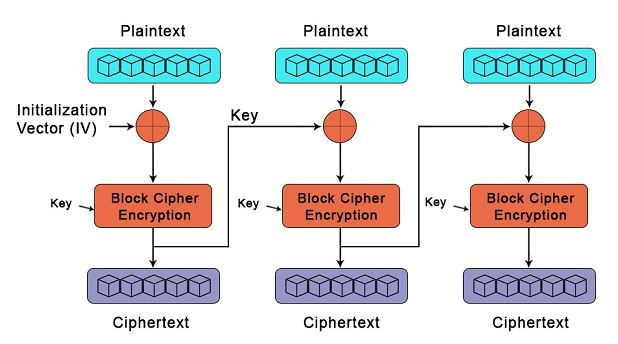 Plaintext
Plaintext
Plaintext
Initialization
Vector (IV)
Key
Key
Block Cipher
Encryption
Key
Block Cipher
Encryption
Key
Block Cipher
Encryption
Ciphertext
Ciphertext
Ciphertext